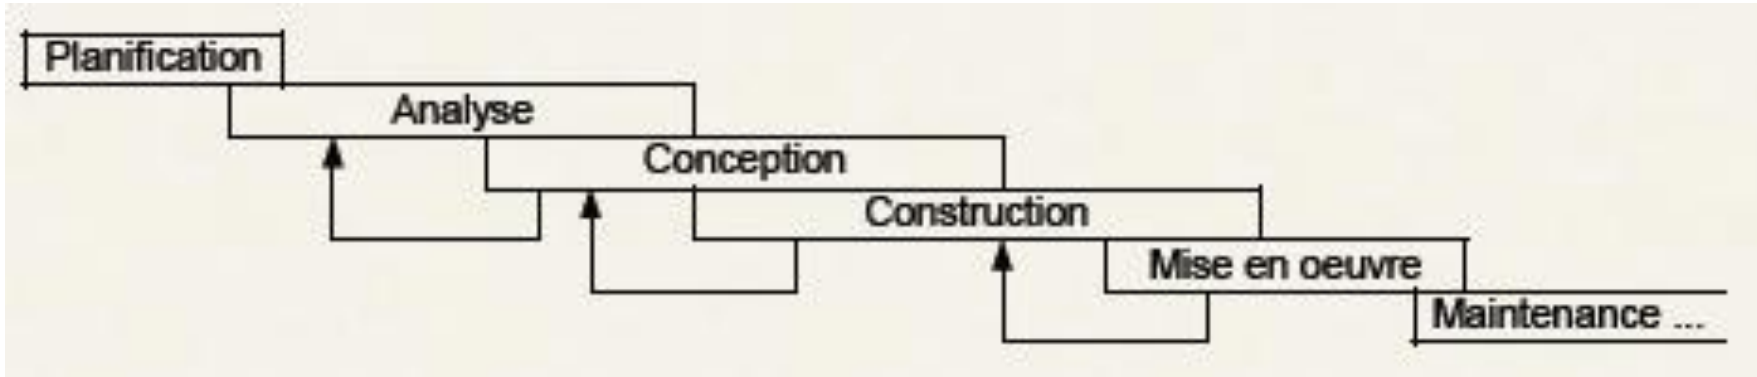 Planification
Analyse
Conception
Construction
Mise en oeuvre
Maintenance ...